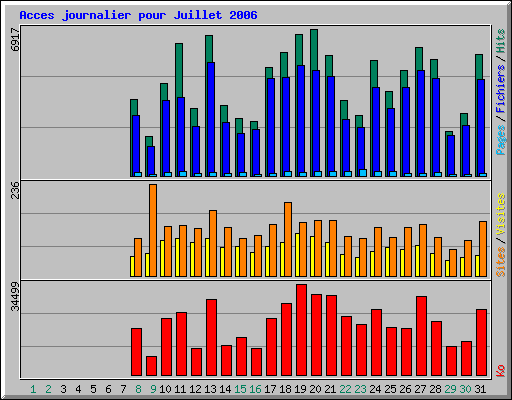 Acces journalier pour Juillet 2006
6917
Pages / Fichiers / Hits
236
Sites / Visites
34499
Ko
1 2 3 4 5 6 7 8 9 10 11 12 13 14 15 16 17 18 19 20 21 22 23 24 25 26 27 28 29 30 31